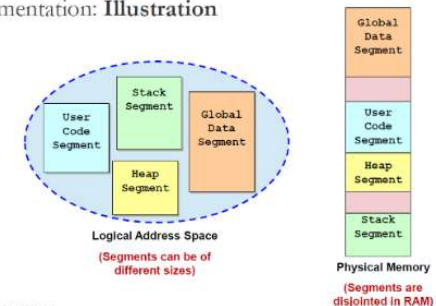 mentation: Illustration
User
Code
Segment
Stack
Segment
Heap
Segment
Global
Data
Segment
Logical Address Space
(Segments can be of
different sizes)
Global
Data
Segment
User
Code
Segment
Heap
Segment
Stack
Segment
Physical Memory
(Segments are
disjointed in RAM)